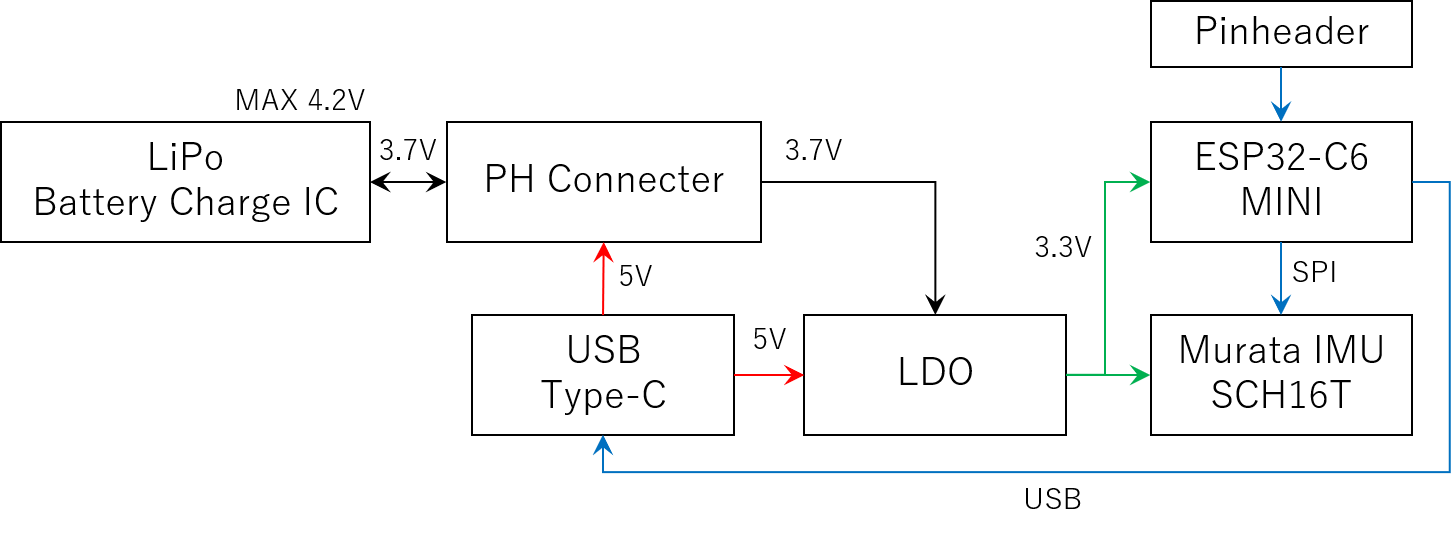 Pinheader
MAX 4.2V
LiPo
Battery Charge IC
3.7V
PH Connecter
3.7V
ESP32-C6
MINI
3.3V
5V
SPI
USB
Type-C
5V
LDO
Murata IMU
SCH16T
USB